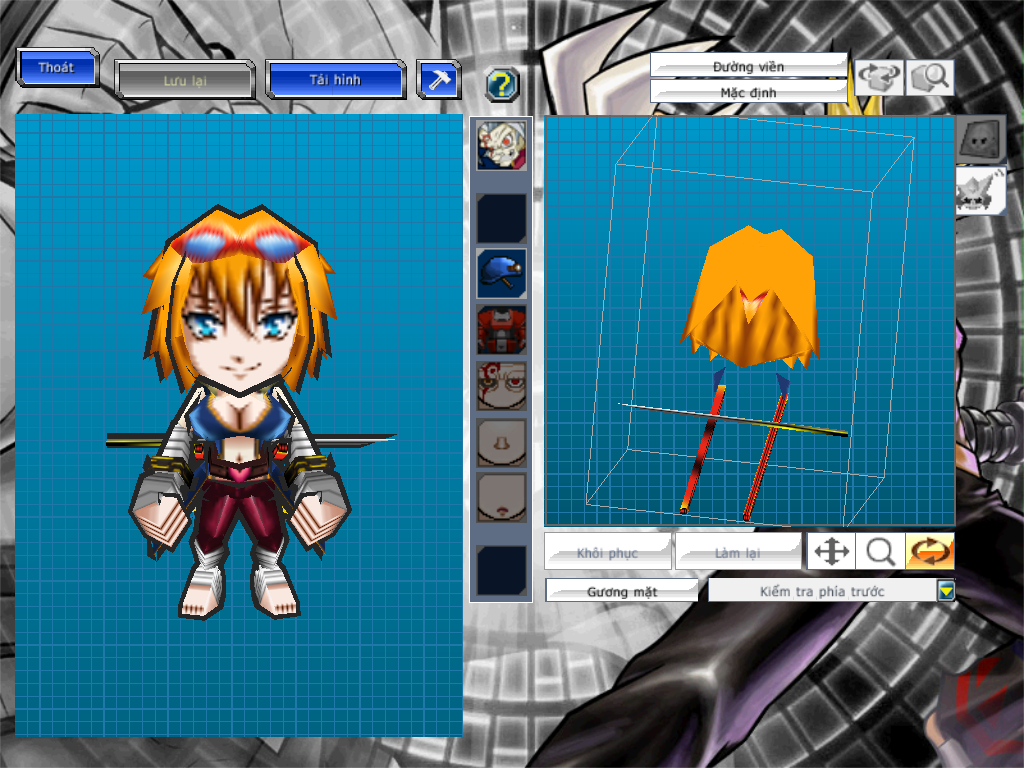 Thoát
Lưu lại
Tải hình
?
Đường viền
Mặc định
Khôi phục
Làm lại
Gương mặt
Kiểm tra phía trước